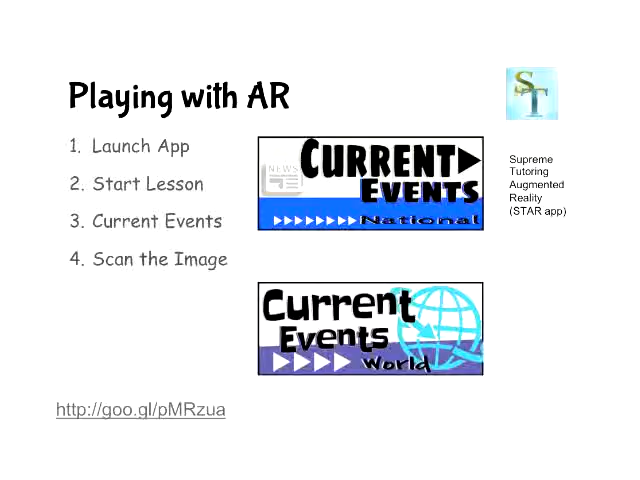 Playing with AR
1. Launch App
2. Start Lesson
3. Current Events
4. Scan the Image
NEWS
CURRENT
EVENTS
National
Current
Events
World
ST
Supreme
Tutoring
Augmented
Reality
(STAR app)
http://goo.gl/pMRzua